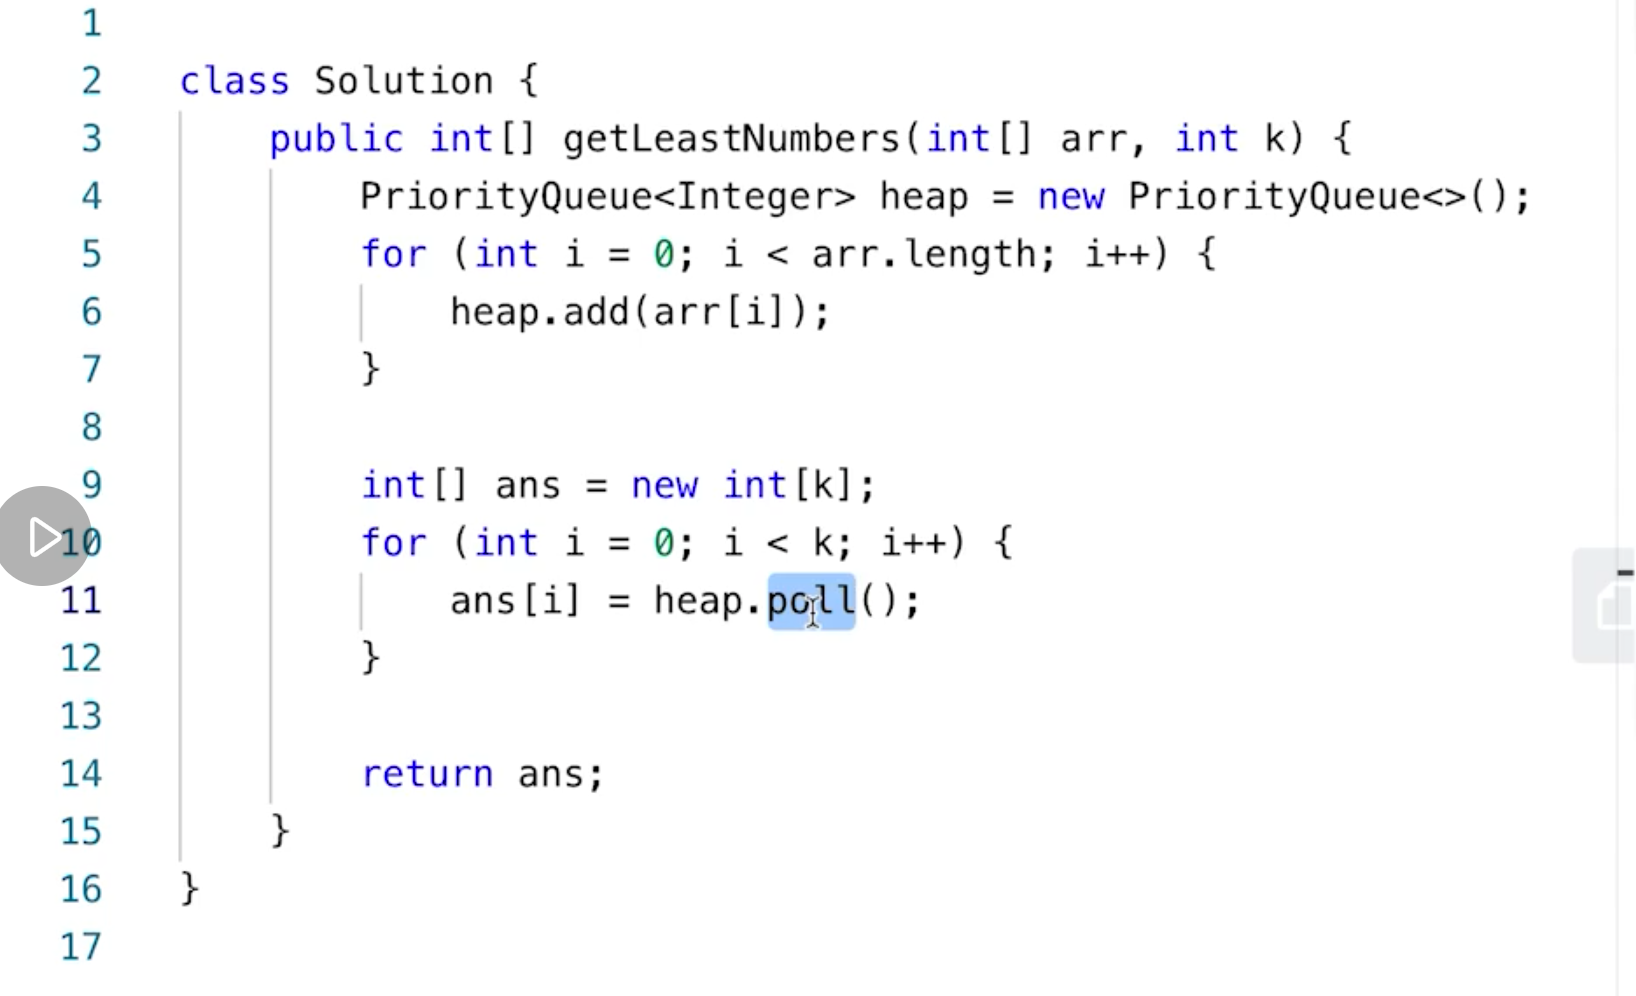 1
2 class Solution {
3 public int[] getLeastNumbers(int[] arr, int k) {
4 PriorityQueue<Integer> heap = new PriorityQueue<>();
5 for (int i = 0; i < arr.length; i++) {
6 heap.add(arr[i]);
7 }
8
9 int[] ans = new int[k];
10 for (int i = 0; i < k; i++) {
11 ans[i] = heap.poll();
12 }
13
14 return ans;
15 }
16 }
17